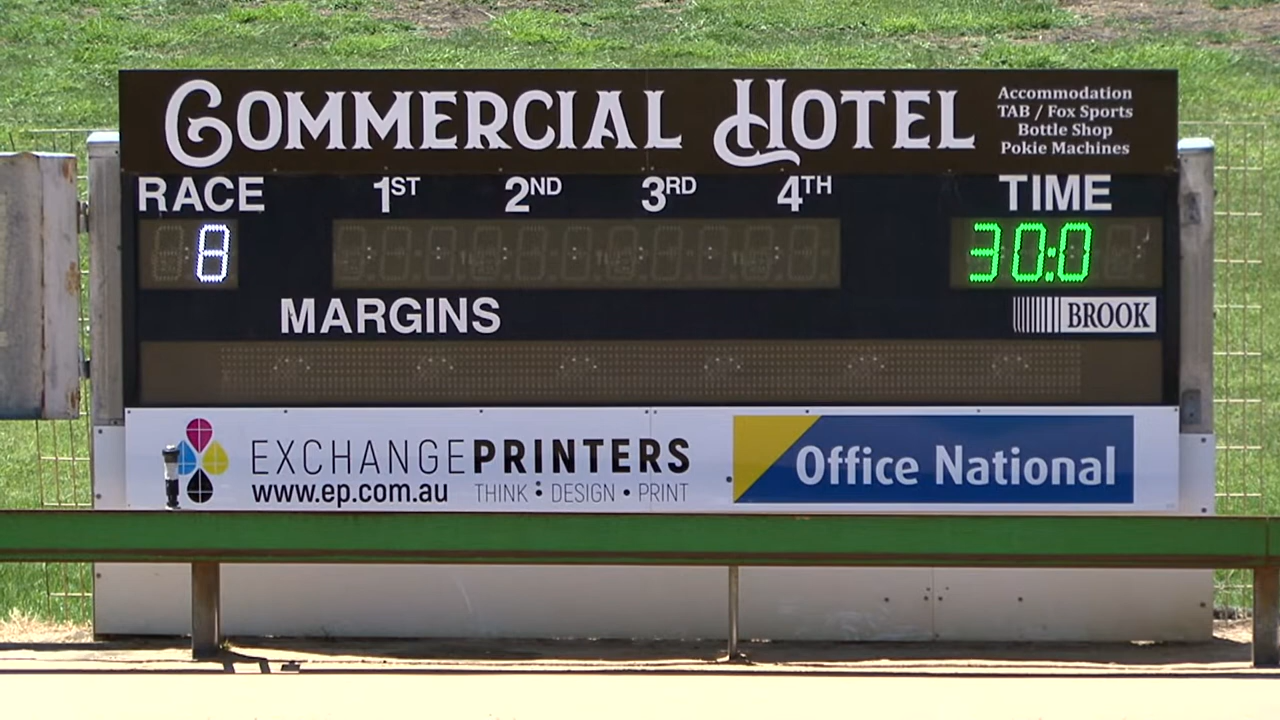 COMMERCIAL HOTEL
Accommodation
TAB / Fox Sports
Bottle Shop
Pokie Machines
RACE 1ST 2ND 3RD 4TH TIME
8 30:0
MARGINS
BROOK
EXCHANGEPRINTERS
www.ep.com.au THINK • DESIGN • PRINT
Office National